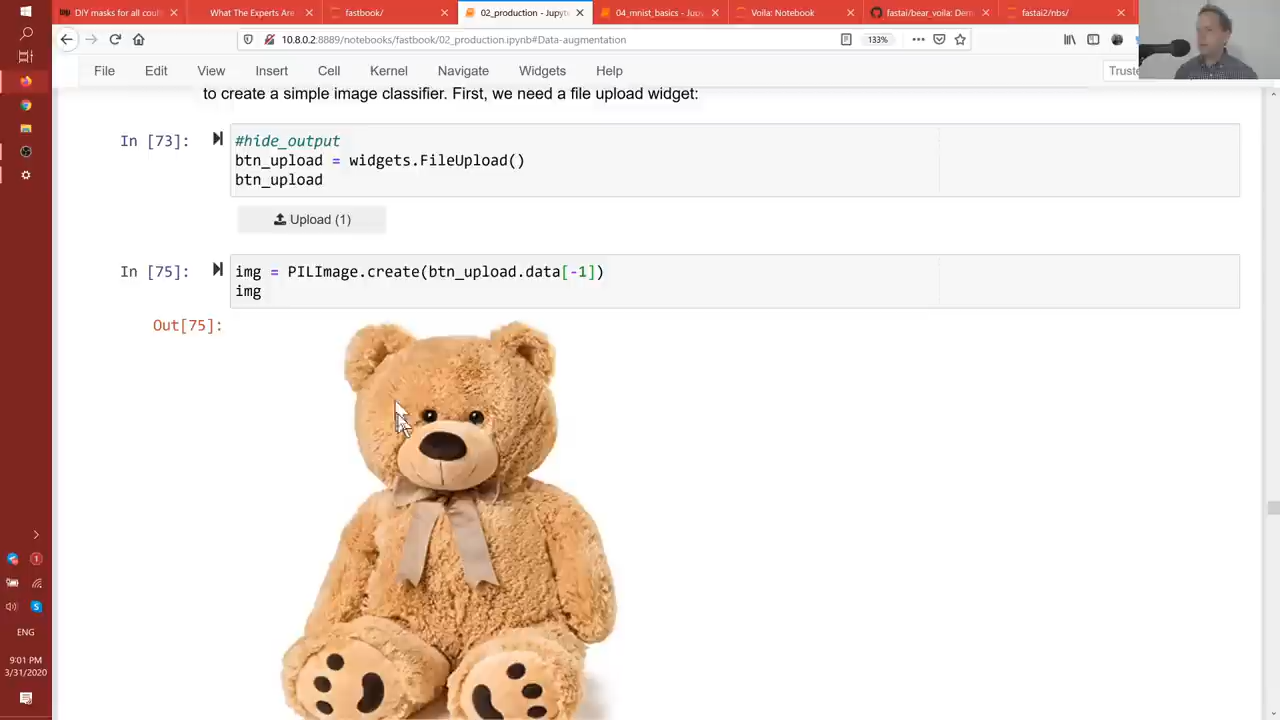 DIY masks for all coul
What The Experts Are
fastbook/
02_production - Jupyt
04_mnist_basics - Jup
Voila: Notebook
fastai/bear_voila: Dem
fastai2/nbs/
10.8.0.2:8889/notebooks/fastbook/02_production.ipynb#Data-augmentation
133%
File Edit View Insert Cell Kernel Navigate Widgets Help
Truste
to create a simple image classifier. First, we need a file upload widget:
In [73]:
#hide_output
btn_upload = widgets.FileUpload()
btn_upload
Upload (1)
In [75]:
img = PILImage.create(btn_upload.data[-1])
img
Out[75]:
ENG
9:01 PM
3/31/2020